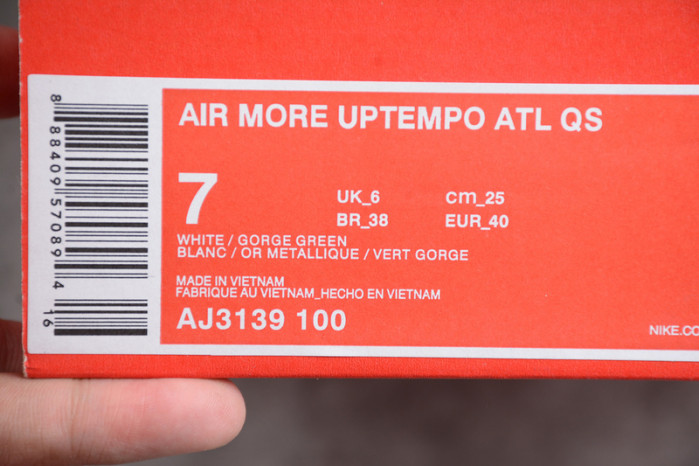 AIR MORE UPTEMPO ATL QS
7
UK_6 cm_25
BR_38 EUR_40
WHITE / GORGE GREEN
BLANC / OR METALLIQUE / VERT GORGE
MADE IN VIETNAM
FABRIQUE AU VIETNAM_HECHO EN VIETNAM
AJ3139 100
NIKE.CO
8 88409 57089 4
16